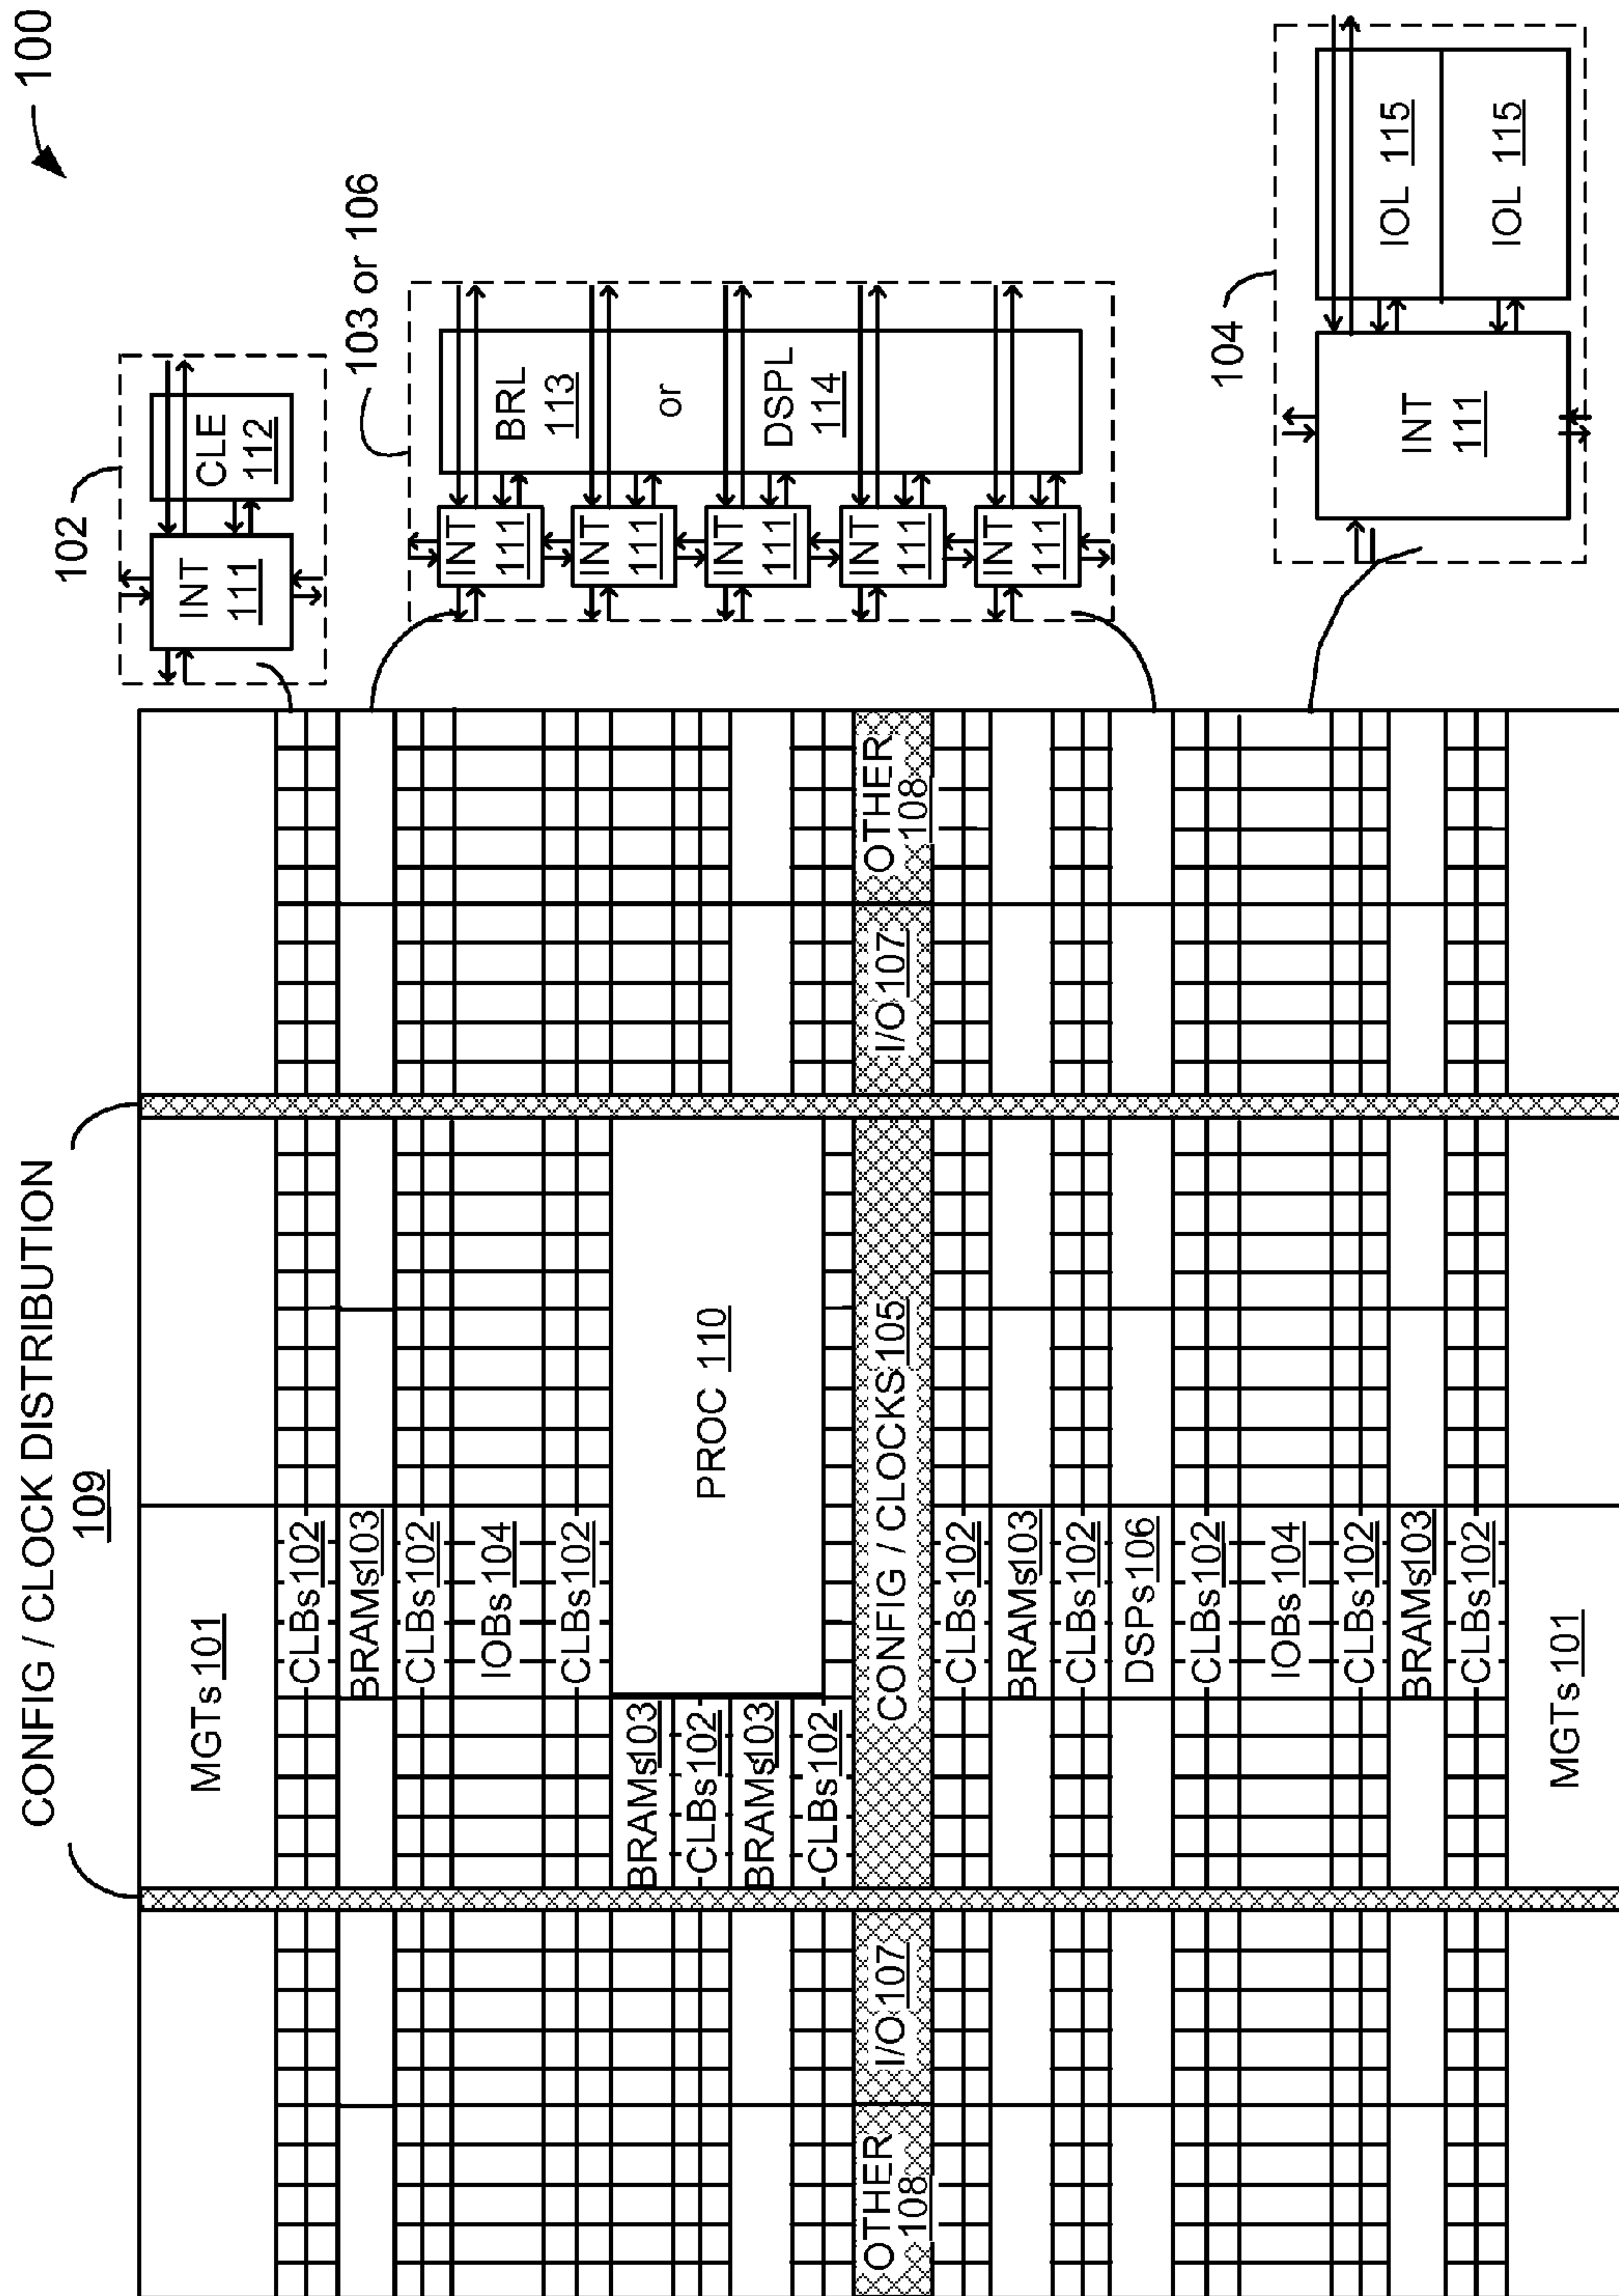 100
CONFIG / CLOCK DISTRIBUTION
109
MGTs 101
CLBs 102
BRAMs 103
CLBs 102
IOBs 104
CLBs 102
BRAMs 103
CLBs 102
BRAMs 103
CLBs 102
PROC 110
OTHER
108
I/O 107
CONFIG / CLOCKS 105
I/O 107
OTHER
108
CLBs 102
BRAMs 103
CLBs 102
DSPs 106
CLBs 102
IOBs 104
CLBs 102
BRAMs 103
CLBs 102
MGTs 101
102
INT
111
CLE
112
103 or 106
INT
111
INT
111
INT
111
INT
111
INT
111
BRL
113
or
DSPL
114
104
INT
111
IOL 115
IOL 115